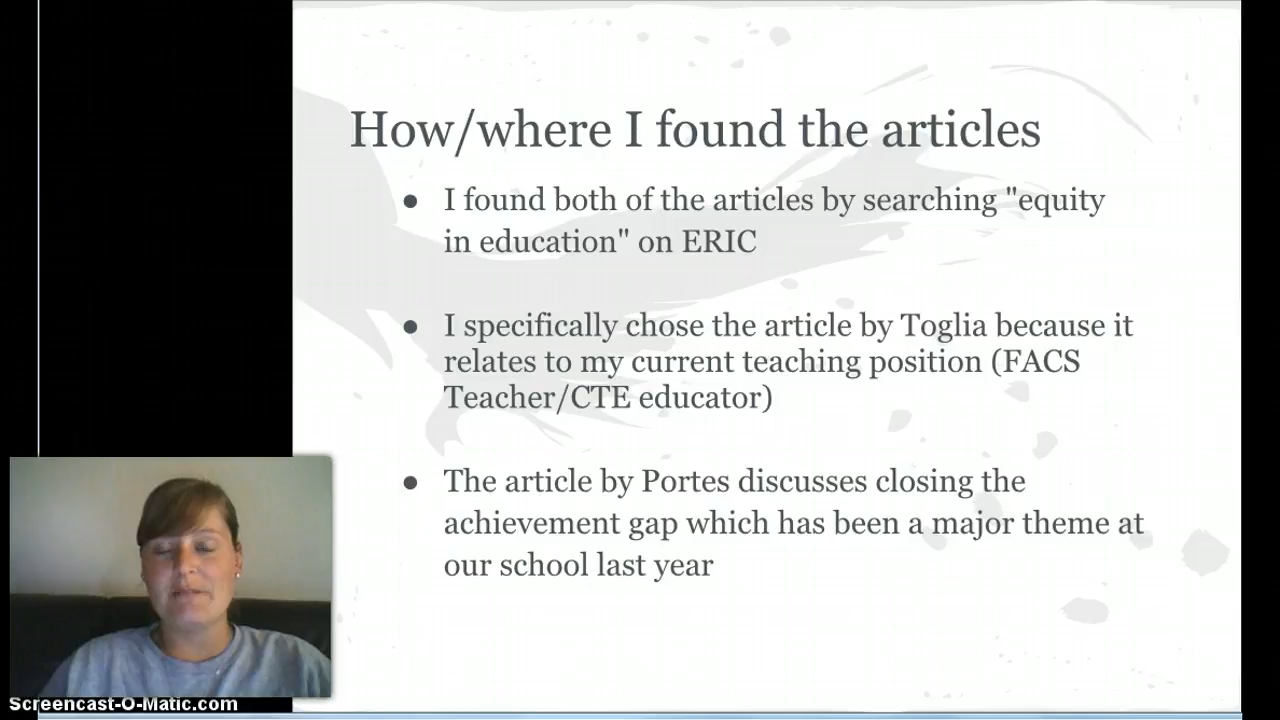 How/where I found the articles
● I found both of the articles by searching "equity
in education" on ERIC
● I specifically chose the article by Toglia because it
relates to my current teaching position (FACS
Teacher/CTE educator)
● The article by Portes discusses closing the
achievement gap which has been a major theme at
our school last year
Screencast-O-Matic.com